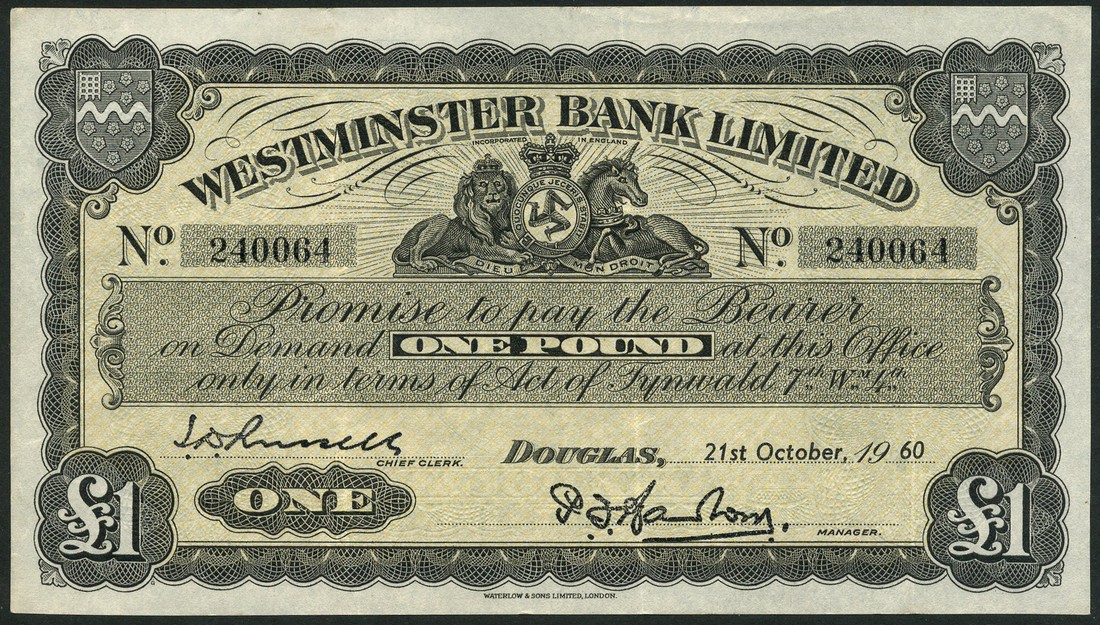 WESTMINSTER BANK LIMITED
INCORPORATED IN ENGLAND
QUOCUNQUE JECERIS STABIT
DIEU ET MON DROIT
No. 240064 No. 240064
Promise to pay the Bearer
on Demand ONE POUND at this Office
only in terms of Act of Tynwald 7th Wm. 4th
CHIEF CLERK.
DOUGLAS, 21st October, 1960
ONE
MANAGER.
£1 £1
WATERLOW & SONS LIMITED, LONDON.